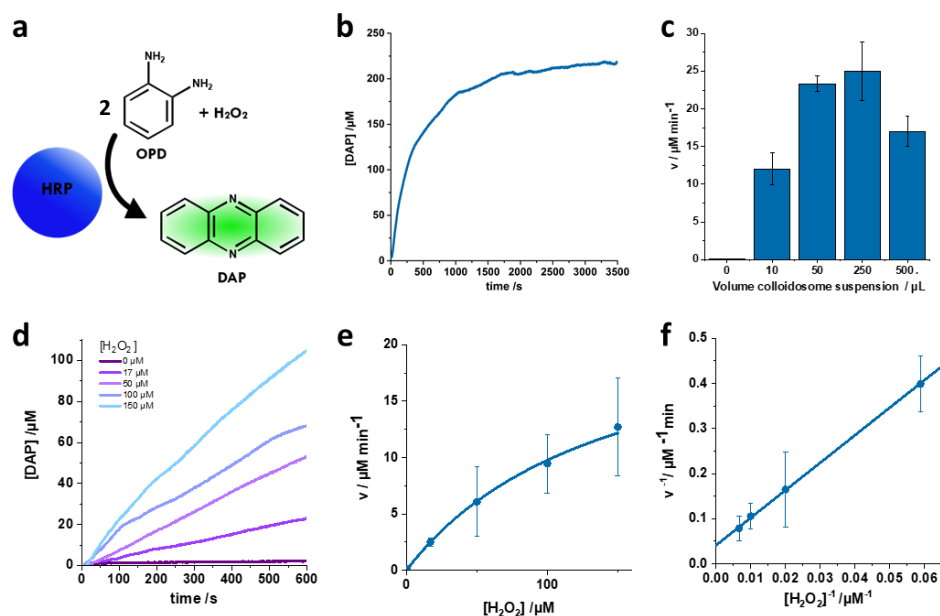 a
NH₂
NH₂
2
+ H₂O₂
OPD
HRP
N
N
DAP
b
[DAP] /µM
250
200
150
100
50
0
0 500 1000 1500 2000 2500 3000 3500
time /s
c
v / µM min⁻¹
30
25
20
15
10
5
0
0 10 50 250 500 .
Volume colloidosome suspension / µL
d
[H₂O₂]
0 µM
17 µM
50 µM
100 µM
150 µM
[DAP] /µM
100
80
60
40
20
0
0 100 200 300 400 500 600
time /s
e
v / µM min⁻¹
20
15
10
5
0
0 100
[H₂O₂] /µM
f
v⁻¹/ µM⁻¹min
0.4
0.3
0.2
0.1
0.0
0.00 0.01 0.02 0.03 0.04 0.05 0.06
[H₂O₂]⁻¹ /µM⁻¹